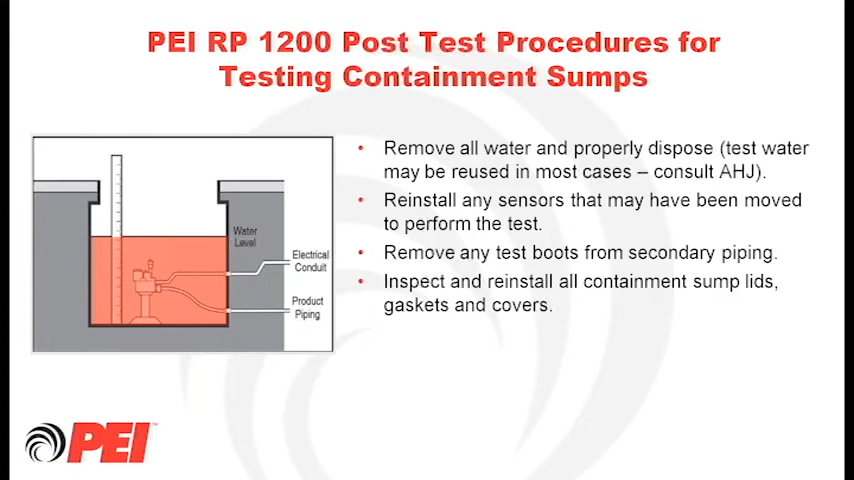 PEI RP 1200 Post Test Procedures for
Testing Containment Sumps
• Remove all water and properly dispose (test water
may be reused in most cases – consult AHJ).
• Reinstall any sensors that may have been moved
to perform the test.
• Remove any test boots from secondary piping.
• Inspect and reinstall all containment sump lids,
gaskets and covers.
Water
Level
Electrical
Conduit
Product
Piping
PEI™